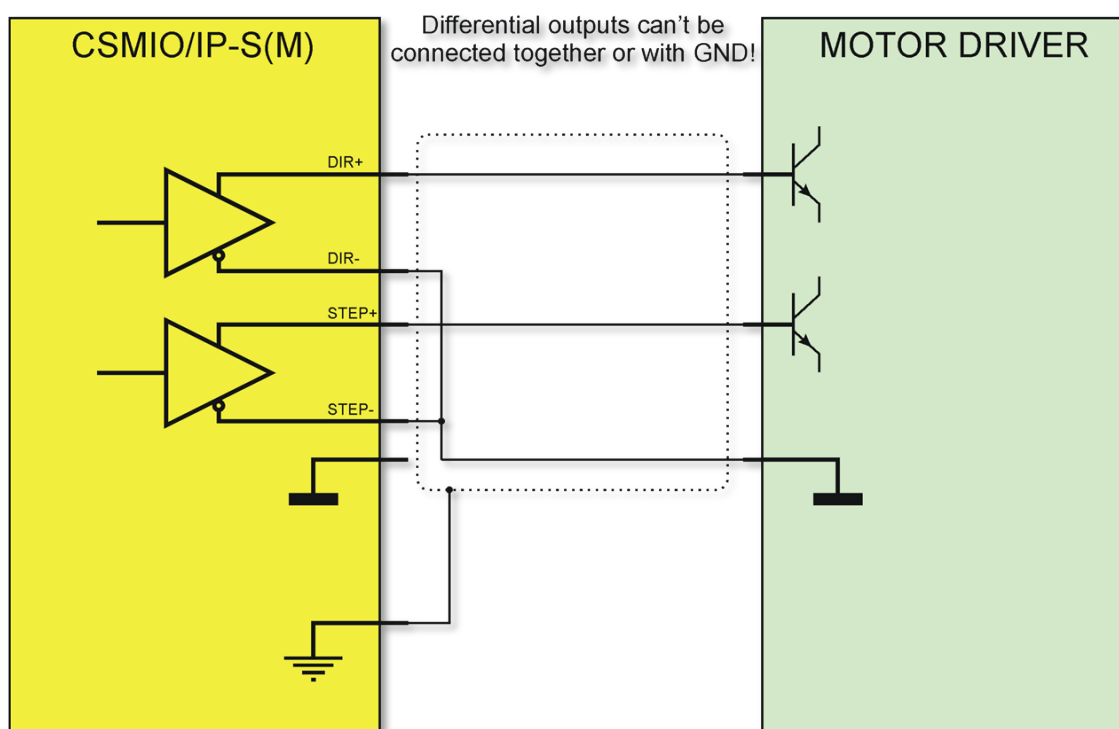 CSMIO/IP-S(M)
Differential outputs can't be
connected together or with GND!
MOTOR DRIVER
DIR+
DIR-
STEP+
STEP-